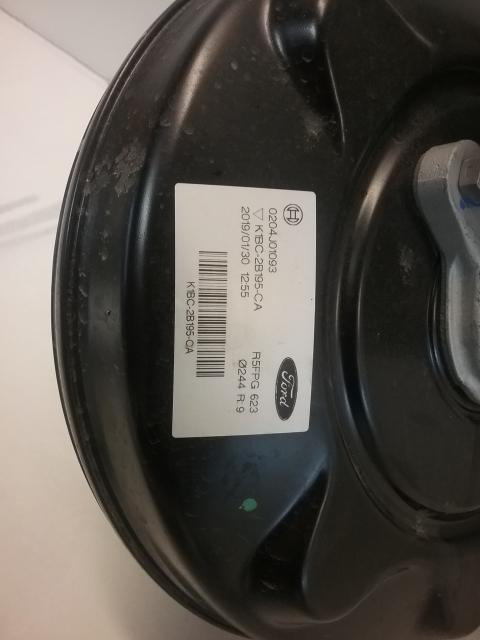 0204J01093
▽ K1BC-2B195-CA
2019/01/30 12:55
Ford
R5FPG 623
Ø244 R:9
K1BC-2B195-CA